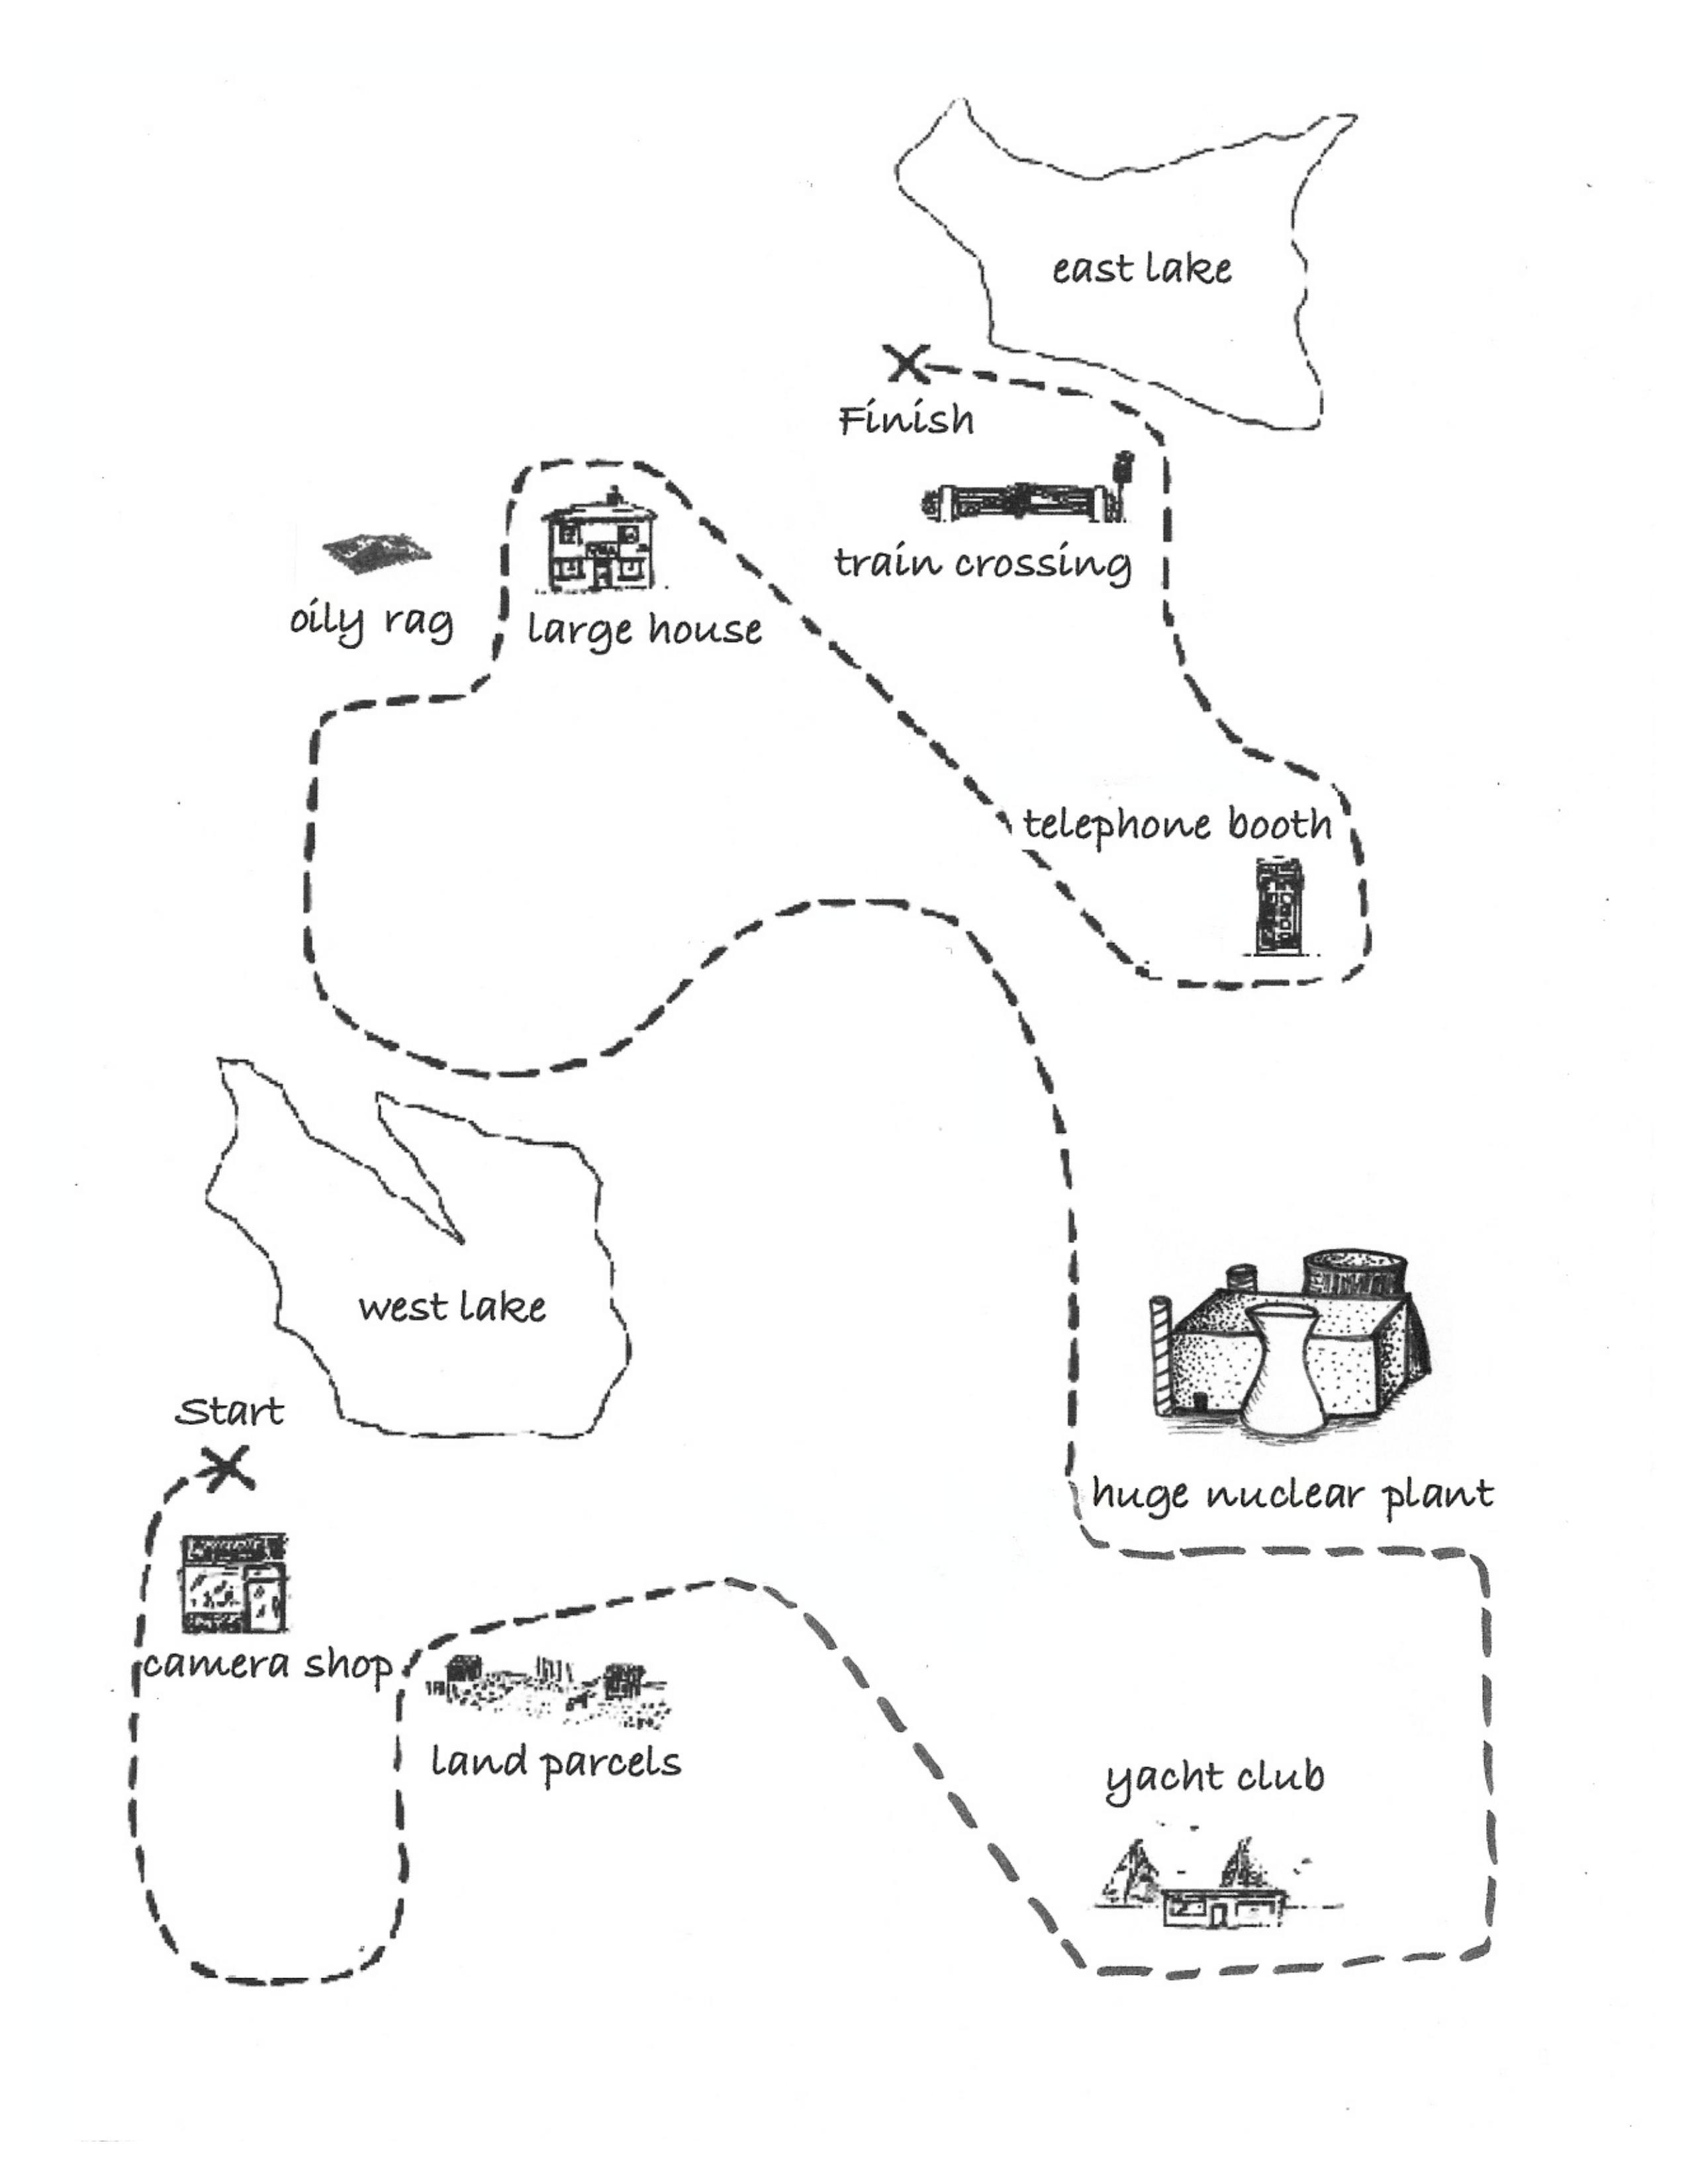 east lake
Finish
train crossing
oily rag
large house
telephone booth
west lake
Start
huge nuclear plant
camera shop
land parcels
yacht club